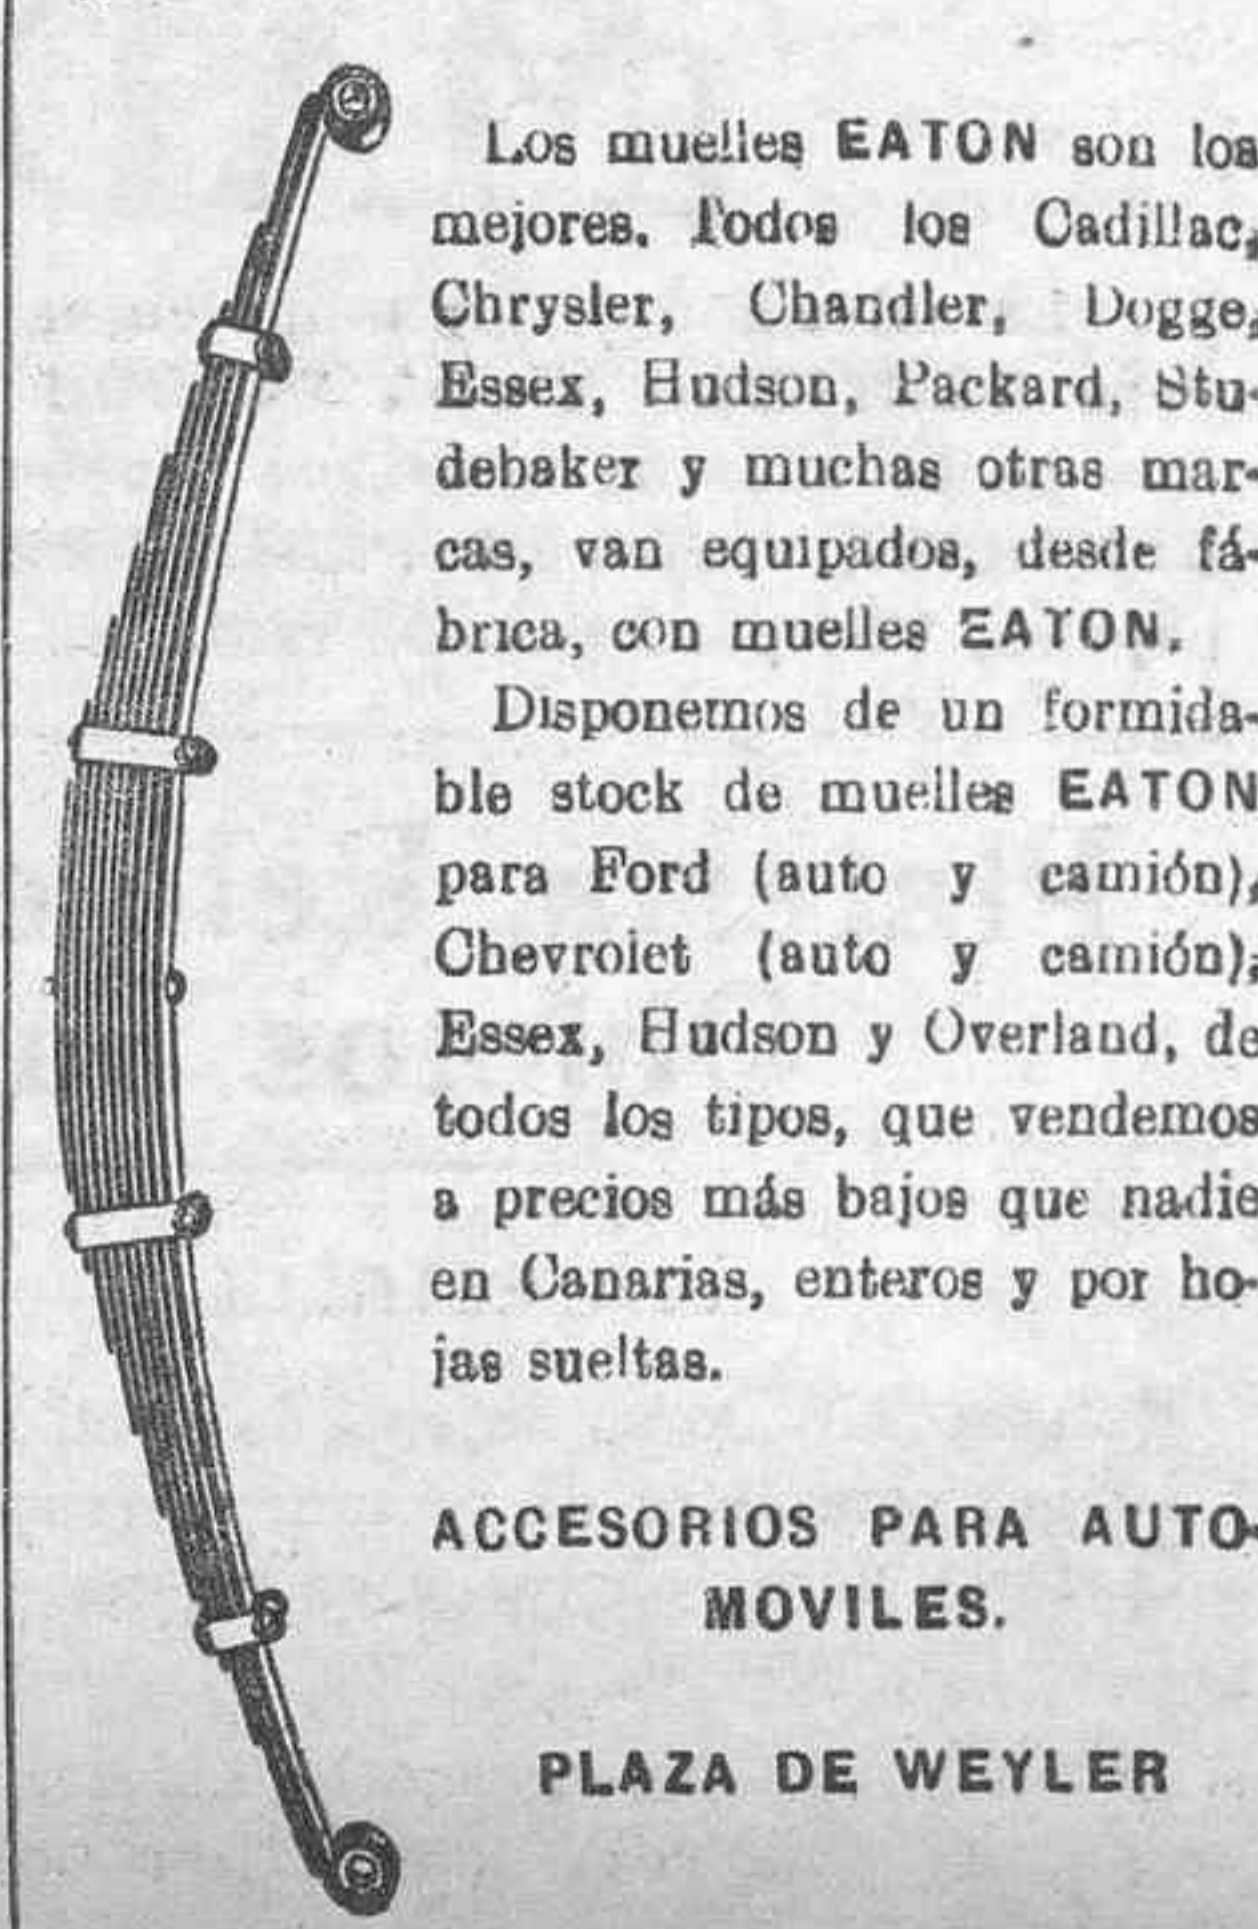 Los muelles EATON son los
mejores. Todos los Cadillac,
Chrysler, Chandler, Dogge,
Essex, Hudson, Packard, Stu-
debaker y muchas otras mar-
cas, van equipados, desde fá-
brica, con muelles EATON.
Disponemos de un formida-
ble stock de muelles EATON
para Ford (auto y camión),
Chevrolet (auto y camión),
Essex, Hudson y Overland, de
todos los tipos, que vendemos
a precios más bajos que nadie
en Canarias, enteros y por ho-
jas sueltas.
ACCESORIOS PARA AUTO-
MOVILES.
PLAZA DE WEYLER